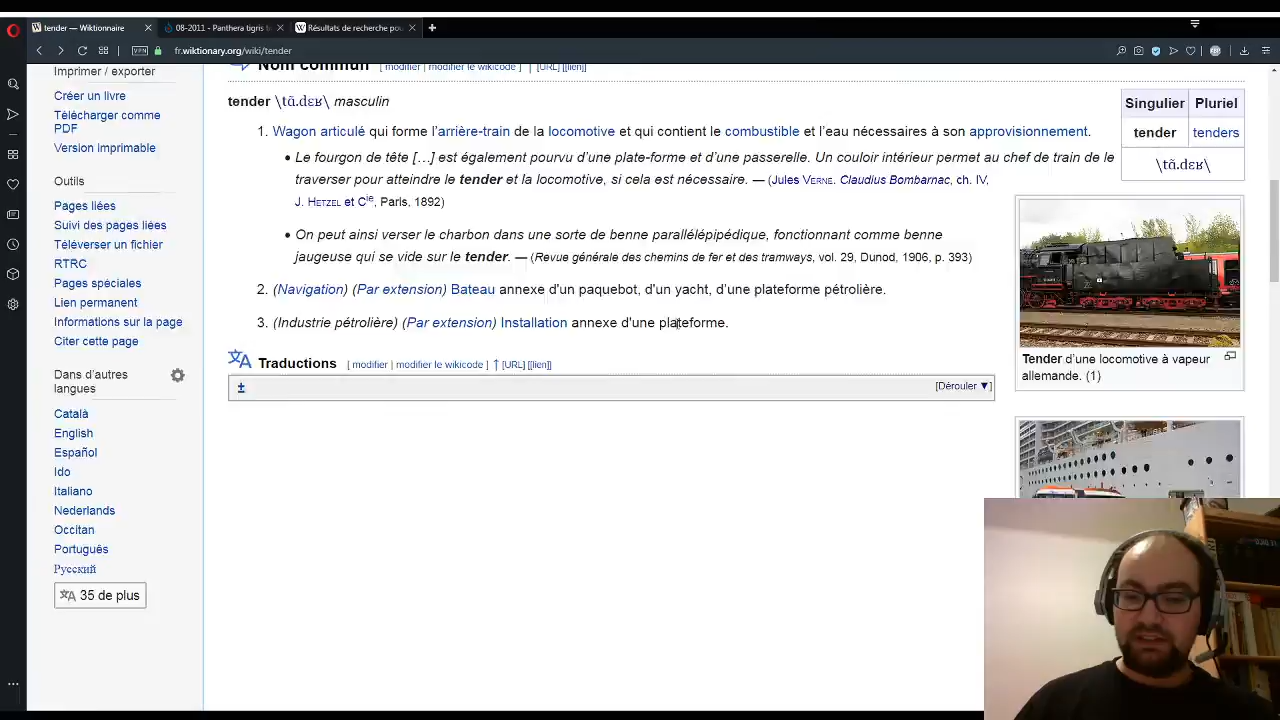 tender — Wiktionnaire
08-2011 - Panthera tigris t
Résultats de recherche pou
VPN
fr.wiktionary.org/wiki/tender
Imprimer / exporter
Créer un livre
Télécharger comme
PDF
Version imprimable
Outils
Pages liées
Suivi des pages liées
Téléverser un fichier
RTRC
Pages spéciales
Lien permanent
Informations sur la page
Citer cette page
Dans d’autres
langues
Català
English
Español
Ido
Italiano
Nederlands
Occitan
Português
Русский
35 de plus
Nom commun [ modifier | modifier le wikicode ] ↑ [URL] [[lien]]
tender \tɑ̃.dɛʁ\ masculin
1. Wagon articulé qui forme l’arrière-train de la locomotive et qui contient le combustible et l’eau nécessaires à son approvisionnement.
• Le fourgon de tête […] est également pourvu d’une plate-forme et d’une passerelle. Un couloir intérieur permet au chef de train de le
traverser pour atteindre le tender et la locomotive, si cela est nécessaire. — (Jules VERNE. Claudius Bombarnac, ch. IV,
J. HETZEL et Cie, Paris, 1892)
• On peut ainsi verser le charbon dans une sorte de benne parallélépipédique, fonctionnant comme benne
jaugeuse qui se vide sur le tender. — (Revue générale des chemins de fer et des tramways, vol. 29, Dunod, 1906, p. 393)
2. (Navigation) (Par extension) Bateau annexe d’un paquebot, d’un yacht, d’une plateforme pétrolière.
3. (Industrie pétrolière) (Par extension) Installation annexe d’une plateforme.
Traductions [ modifier | modifier le wikicode ] ↑ [URL] [[lien]]
± [Dérouler ▼]
Singulier Pluriel
tender tenders
\tɑ̃.dɛʁ\
Tender d’une locomotive à vapeur
allemande. (1)